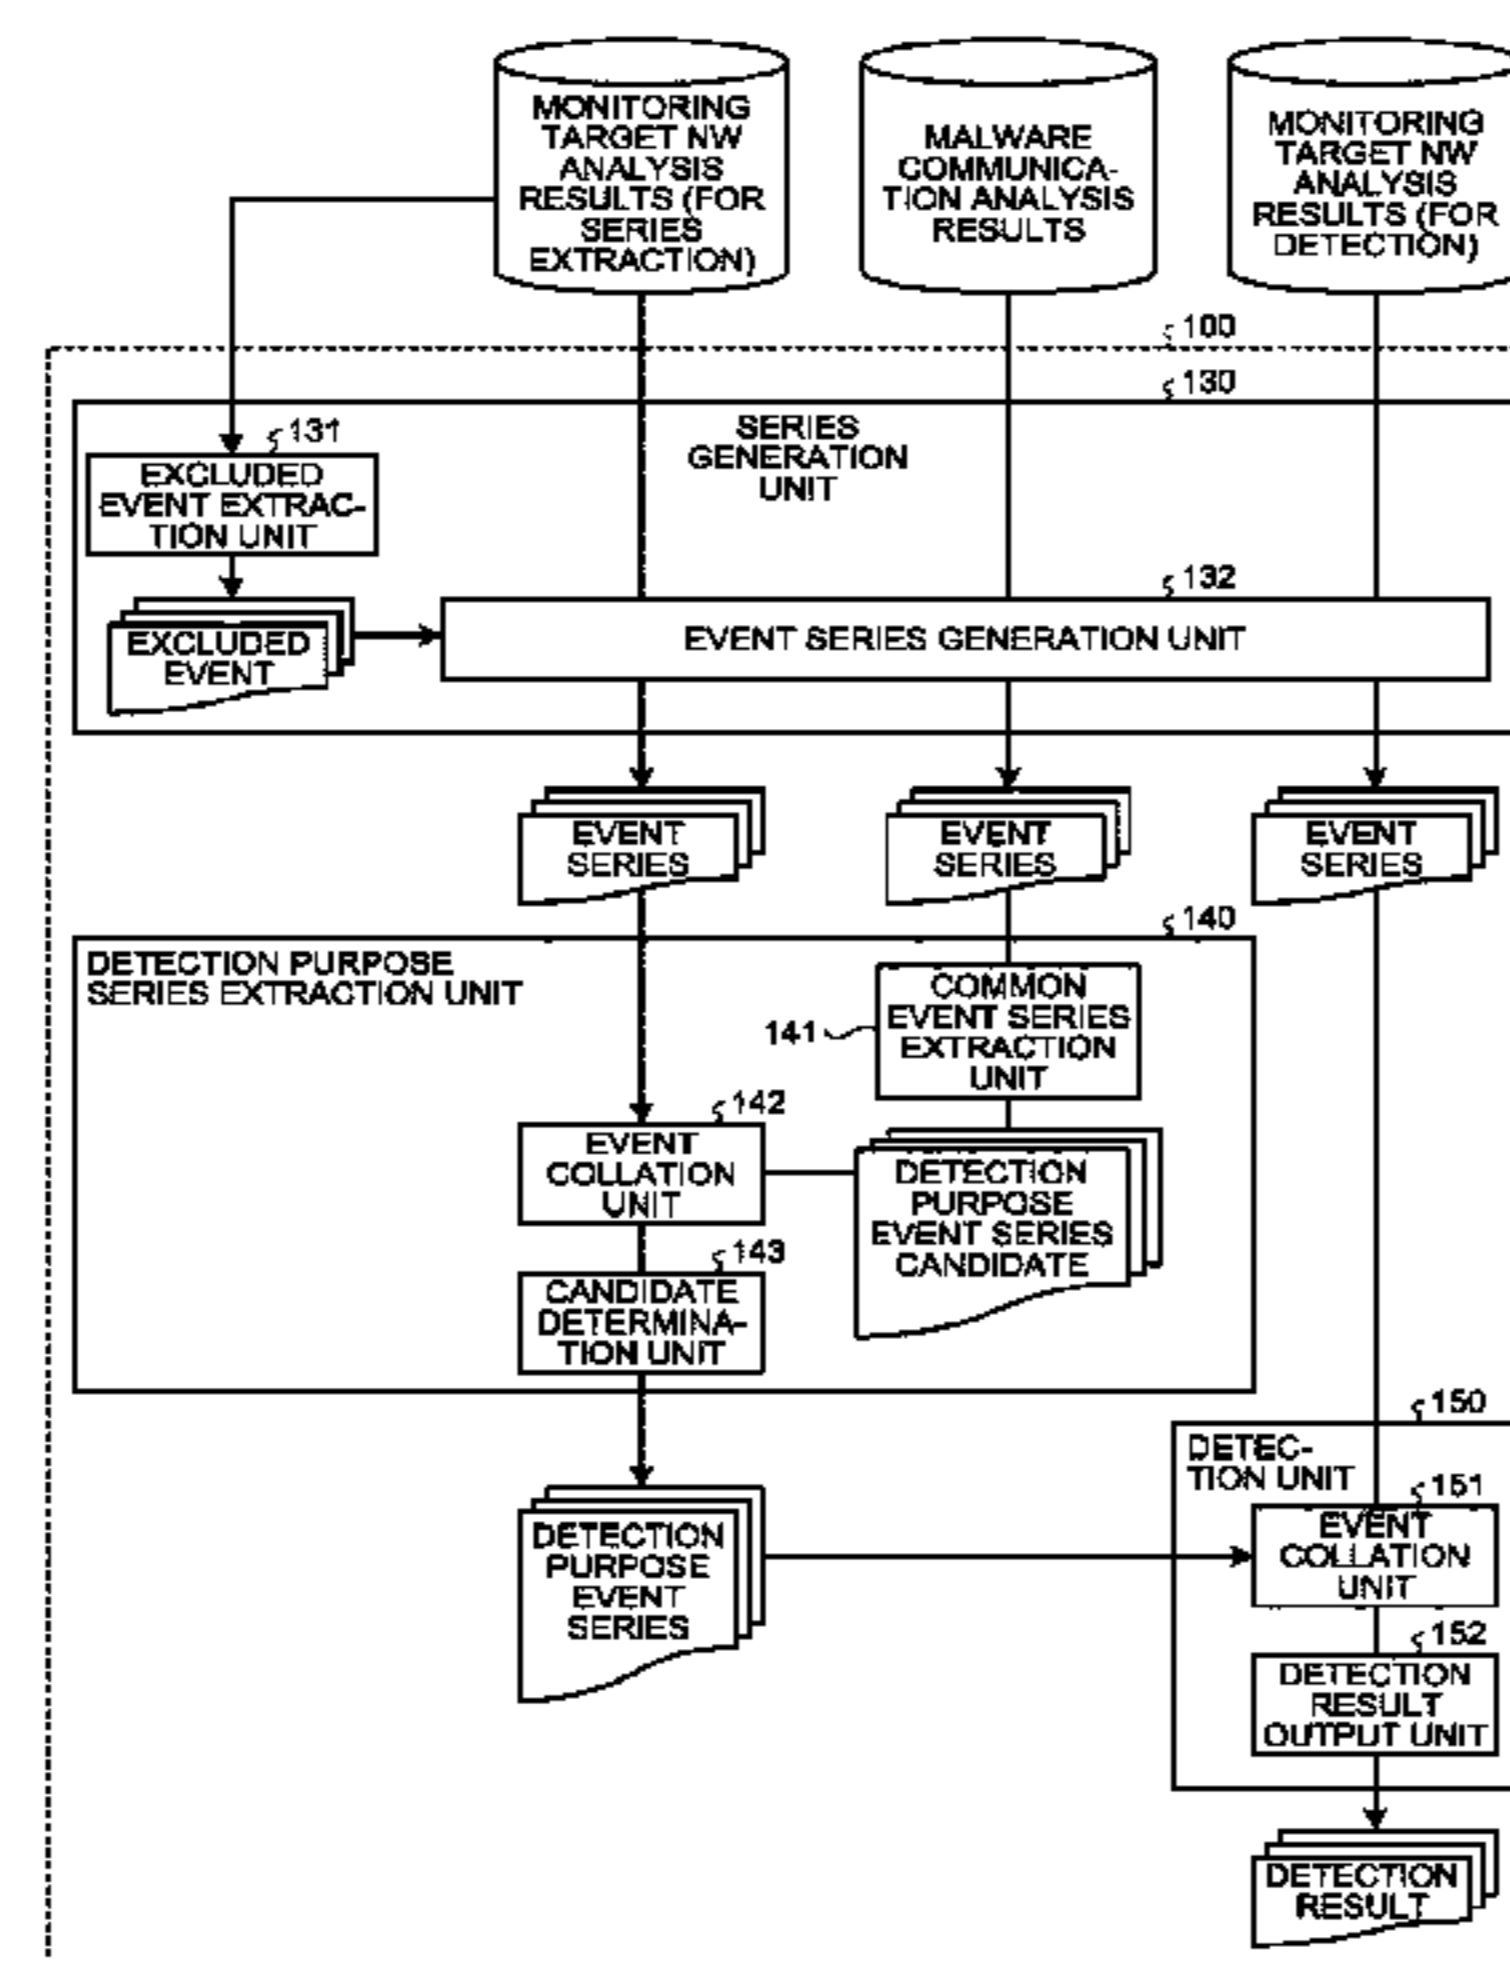 MONITORING
TARGET NW
ANALYSIS
RESULTS (FOR
SERIES
EXTRACTION)
MALWARE
COMMUNICA-
TION ANALYSIS
RESULTS
MONITORING
TARGET NW
ANALYSIS
RESULTS (FOR
DETECTION)
100
130
SERIES
GENERATION
UNIT
131
EXCLUDED
EVENT EXTRAC-
TION UNIT
EXCLUDED
EVENT
132
EVENT SERIES GENERATION UNIT
EVENT
SERIES
EVENT
SERIES
EVENT
SERIES
140
DETECTION PURPOSE
SERIES EXTRACTION UNIT
141
COMMON
EVENT SERIES
EXTRACTION
UNIT
142
EVENT
COLLATION
UNIT
DETECTION
PURPOSE
EVENT SERIES
CANDIDATE
143
CANDIDATE
DETERMINA-
TION UNIT
150
DETEC-
TION UNIT
151
EVENT
COLLATION
UNIT
DETECTION
PURPOSE
EVENT
SERIES
152
DETECTION
RESULT
OUTPUT UNIT
DETECTION
RESULT